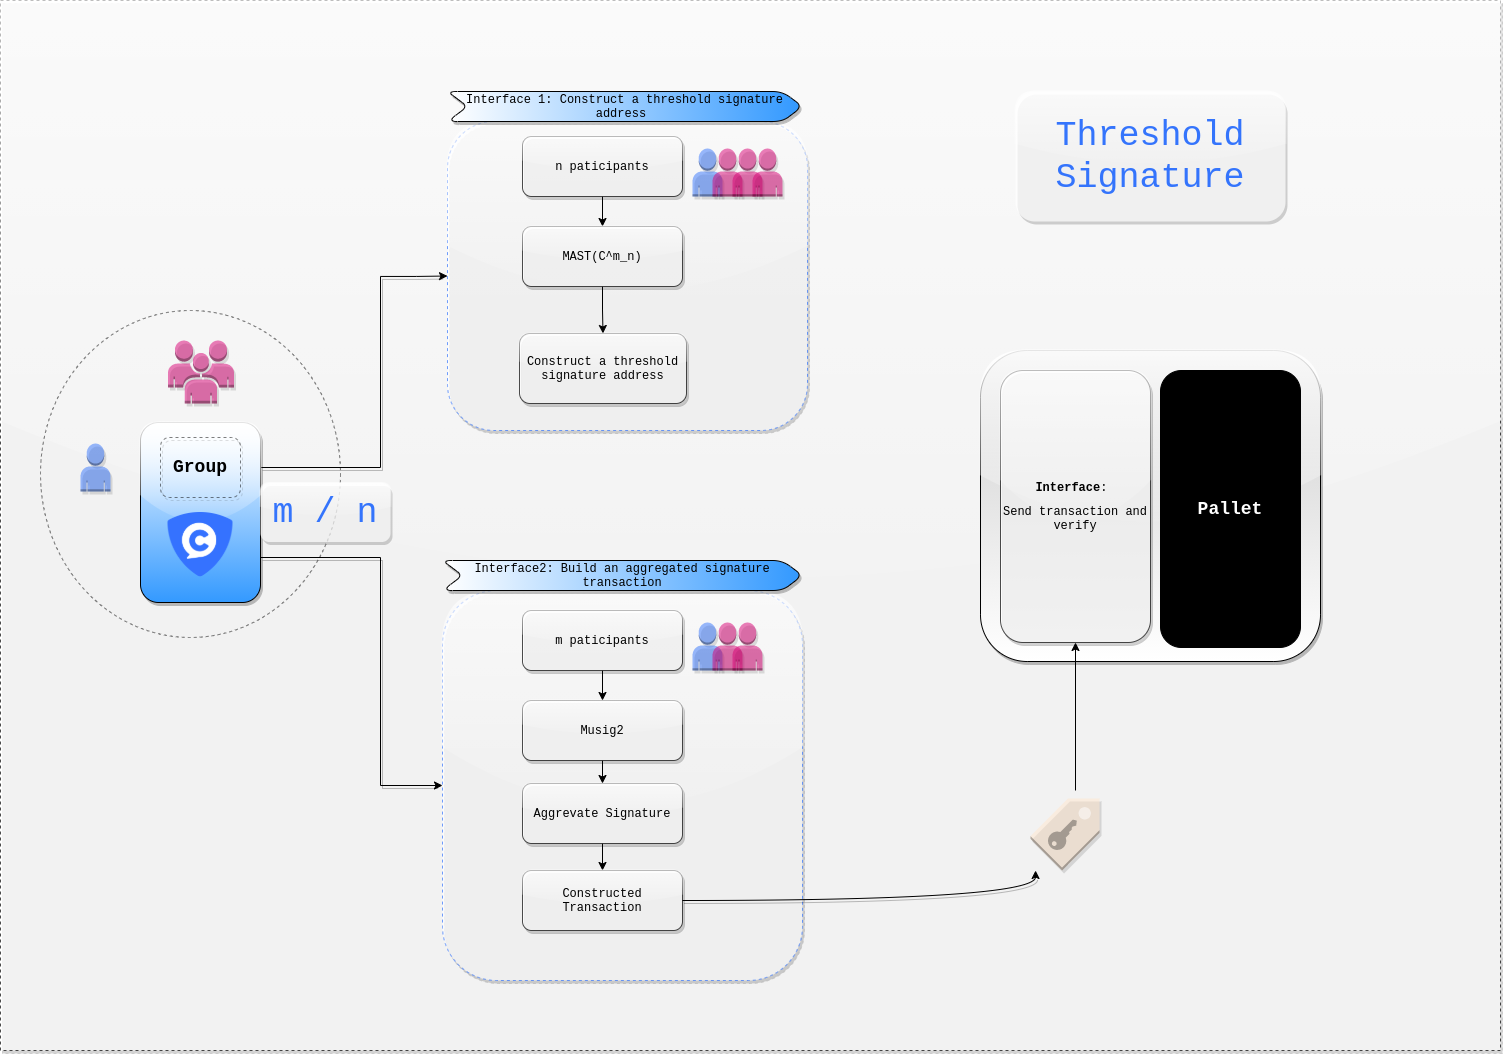 Interface 1: Construct a threshold signature
address
n paticipants
MAST(C^m_n)
Construct a threshold
signature address
Threshold
Signature
Group
m / n
Interface2: Build an aggregated signature
transaction
m paticipants
Musig2
Aggrevate Signature
Constructed
Transaction
Interface:
Send transaction and
verify
Pallet